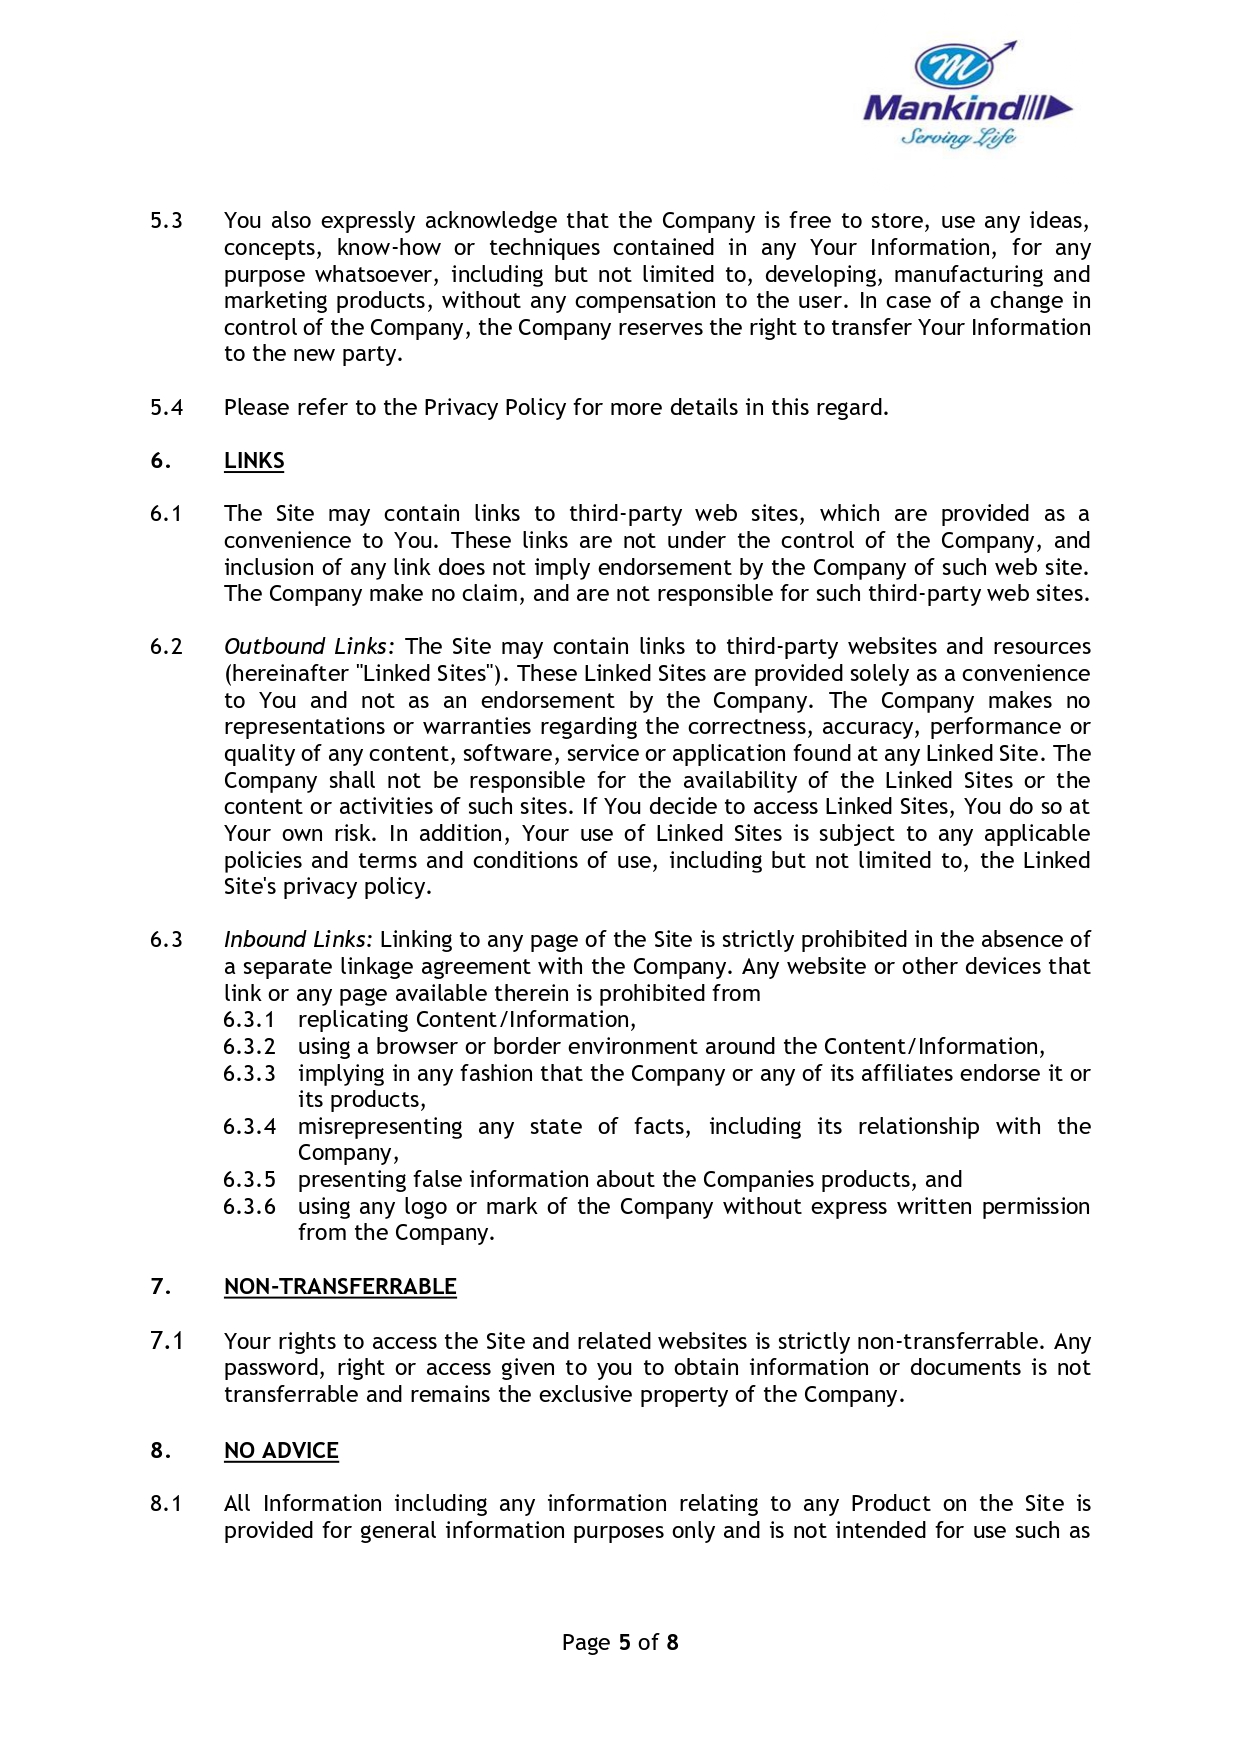 m
Mankind
Serving Life
5.3 You also expressly acknowledge that the Company is free to store, use any ideas,
concepts, know-how or techniques contained in any Your Information, for any
purpose whatsoever, including but not limited to, developing, manufacturing and
marketing products, without any compensation to the user. In case of a change in
control of the Company, the Company reserves the right to transfer Your Information
to the new party.
5.4 Please refer to the Privacy Policy for more details in this regard.
6. LINKS
6.1 The Site may contain links to third-party web sites, which are provided as a
convenience to You. These links are not under the control of the Company, and
inclusion of any link does not imply endorsement by the Company of such web site.
The Company make no claim, and are not responsible for such third-party web sites.
6.2 Outbound Links: The Site may contain links to third-party websites and resources
(hereinafter "Linked Sites"). These Linked Sites are provided solely as a convenience
to You and not as an endorsement by the Company. The Company makes no
representations or warranties regarding the correctness, accuracy, performance or
quality of any content, software, service or application found at any Linked Site. The
Company shall not be responsible for the availability of the Linked Sites or the
content or activities of such sites. If You decide to access Linked Sites, You do so at
Your own risk. In addition, Your use of Linked Sites is subject to any applicable
policies and terms and conditions of use, including but not limited to, the Linked
Site's privacy policy.
6.3 Inbound Links: Linking to any page of the Site is strictly prohibited in the absence of
a separate linkage agreement with the Company. Any website or other devices that
link or any page available therein is prohibited from
6.3.1 replicating Content/Information,
6.3.2 using a browser or border environment around the Content/Information,
6.3.3 implying in any fashion that the Company or any of its affiliates endorse it or
its products,
6.3.4 misrepresenting any state of facts, including its relationship with the
Company,
6.3.5 presenting false information about the Companies products, and
6.3.6 using any logo or mark of the Company without express written permission
from the Company.
7. NON-TRANSFERRABLE
7.1 Your rights to access the Site and related websites is strictly non-transferrable. Any
password, right or access given to you to obtain information or documents is not
transferrable and remains the exclusive property of the Company.
8. NO ADVICE
8.1 All Information including any information relating to any Product on the Site is
provided for general information purposes only and is not intended for use such as
Page 5 of 8